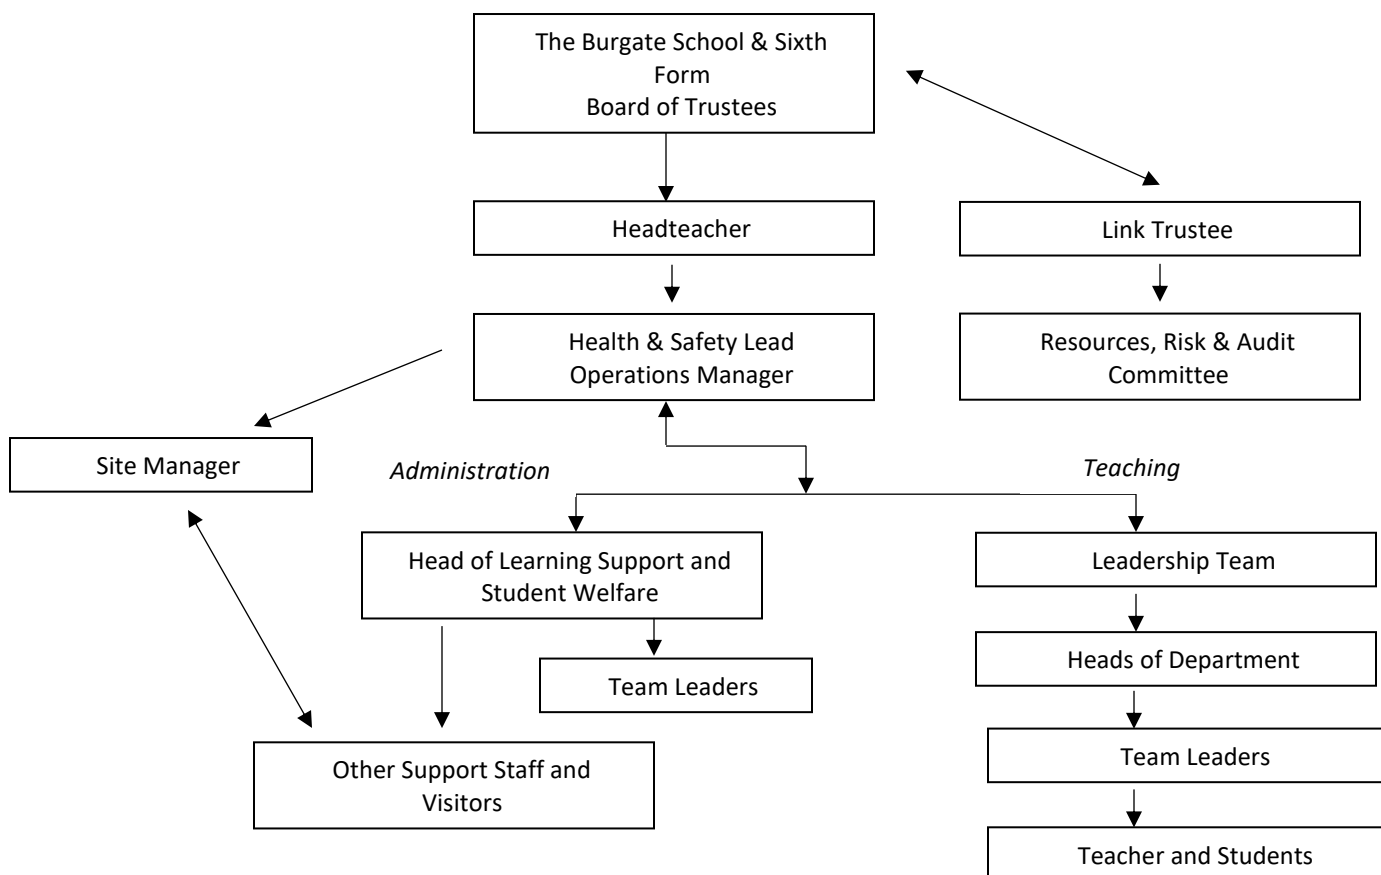 The Burgate School & Sixth
Form
Board of Trustees
Headteacher
Link Trustee
Health & Safety Lead
Operations Manager
Resources, Risk & Audit
Committee
Site Manager
Administration
Teaching
Head of Learning Support and
Student Welfare
Leadership Team
Team Leaders
Heads of Department
Other Support Staff and
Visitors
Team Leaders
Teacher and Students